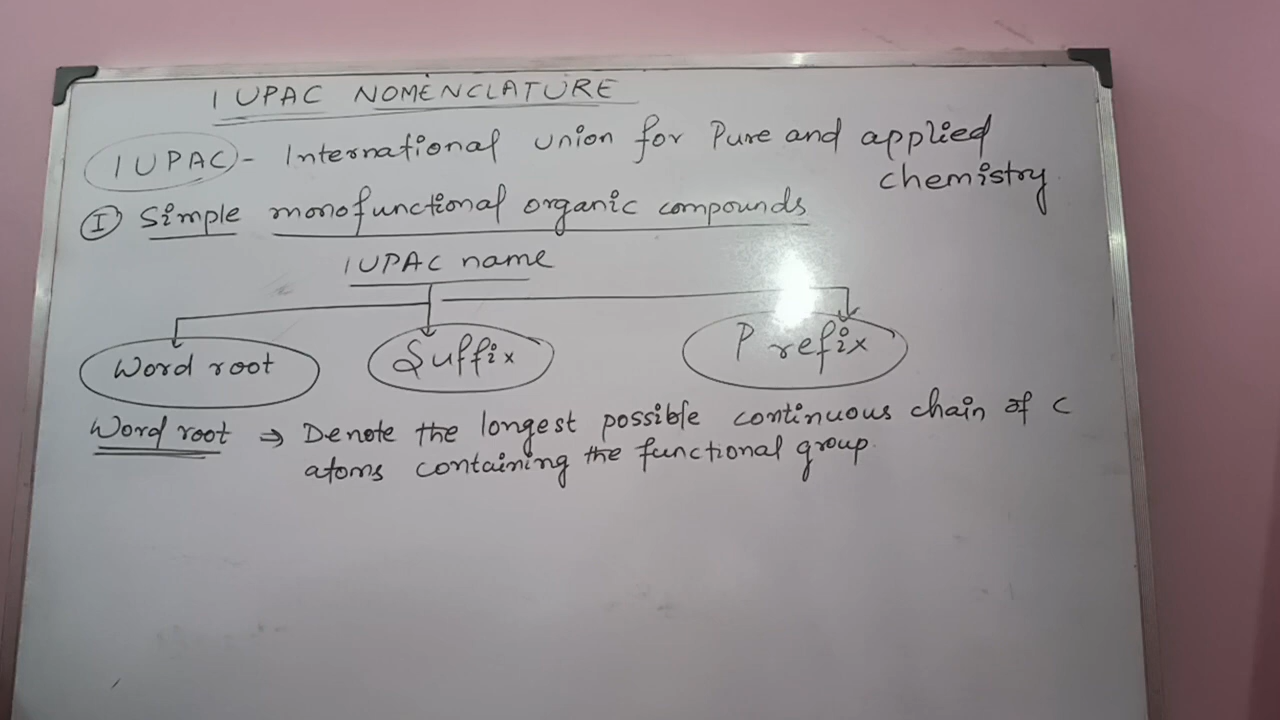 IUPAC NOMENCLATURE
IUPAC - International union for Pure and applied
chemistry
I Simple monofunctional organic compounds
IUPAC name
Word root Suffix Prefix
Word root ⇒ Denote the longest possible continuous chain of C
atoms containing the functional group.